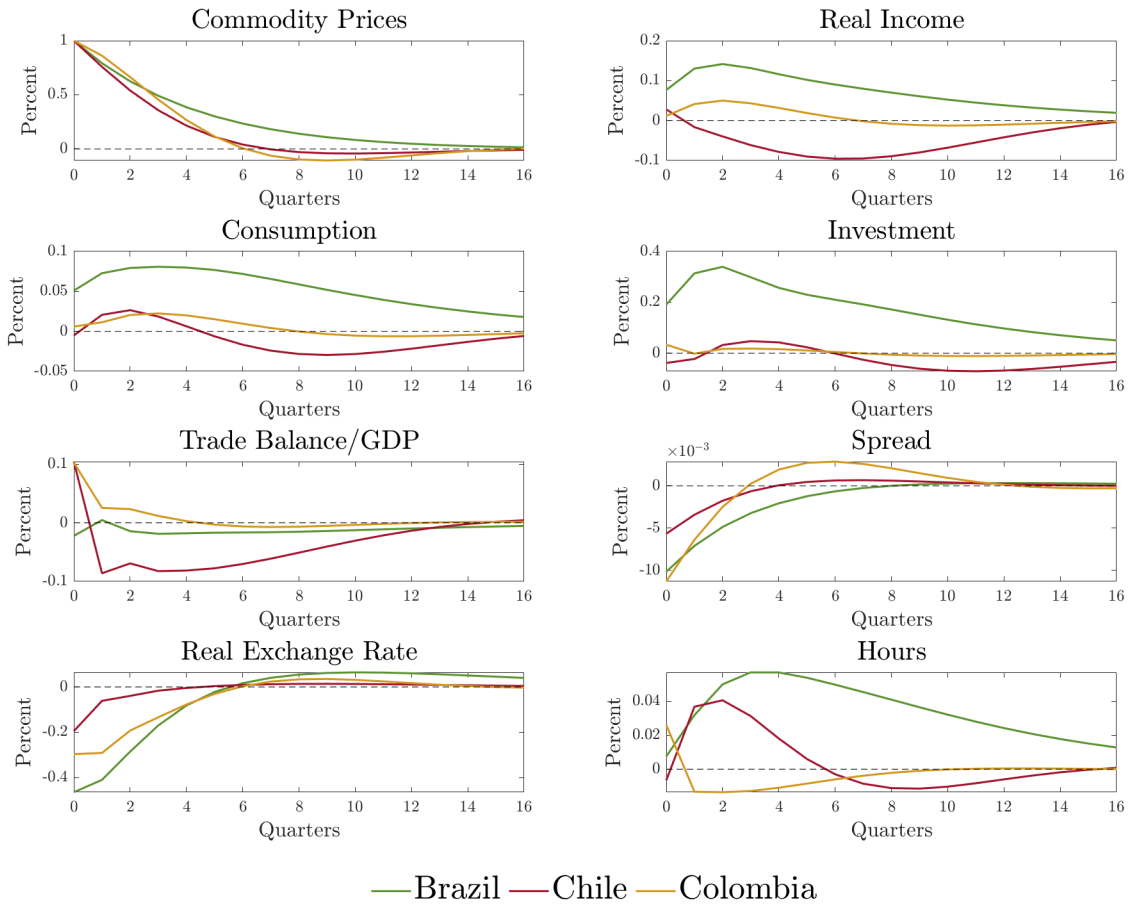 Commodity Prices
1
0.5
0
Percent
0 2 4 6 8 10 12 14 16
Quarters
Real Income
0.2
0.1
0
-0.1
Percent
0 2 4 6 8 10 12 14 16
Quarters
Consumption
0.1
0.05
0
-0.05
Percent
0 2 4 6 8 10 12 14 16
Quarters
Investment
0.4
0.2
0
Percent
0 2 4 6 8 10 12 14 16
Quarters
Trade Balance/GDP
0.1
0
-0.1
Percent
0 2 4 6 8 10 12 14 16
Quarters
Spread
×10⁻³
0
-5
-10
Percent
0 2 4 6 8 10 12 14 16
Quarters
Real Exchange Rate
0
-0.2
-0.4
Percent
0 2 4 6 8 10 12 14 16
Quarters
Hours
0.04
0.02
0
Percent
0 2 4 6 8 10 12 14 16
Quarters
Brazil Chile Colombia